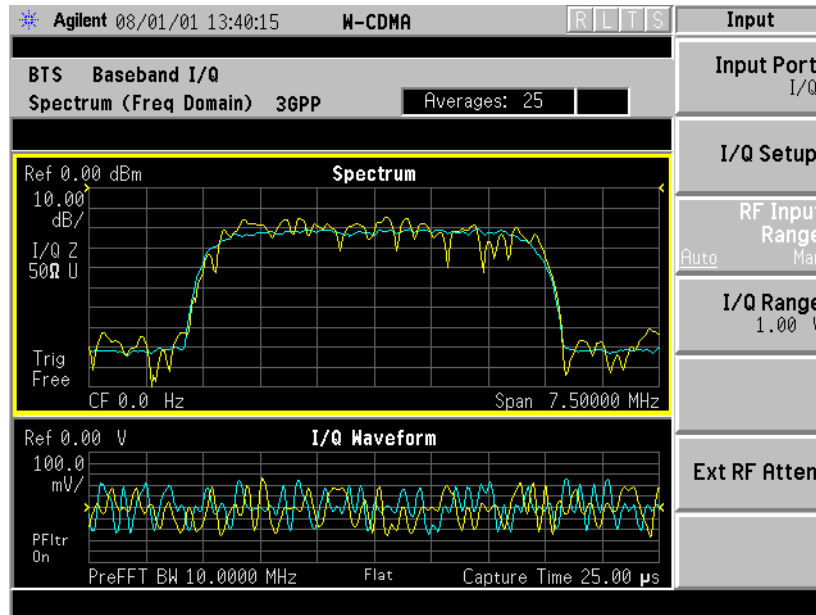 Agilent 08/01/01 13:40:15 W-CDMA R L T S Input
BTS Baseband I/Q
Spectrum (Freq Domain) 3GPP Averages: 25
Input Port
I/Q
I/Q Setup
RF Input
Range
Auto Man
I/Q Range
1.00 V
Ext RF Atten
Ref 0.00 dBm Spectrum
10.00
dB/
I/Q Z
50Ω U
Trig
Free
CF 0.0 Hz Span 7.50000 MHz
Ref 0.00 V I/Q Waveform
100.0
mV/
PFltr
On
PreFFT BW 10.0000 MHz Flat Capture Time 25.00 µs